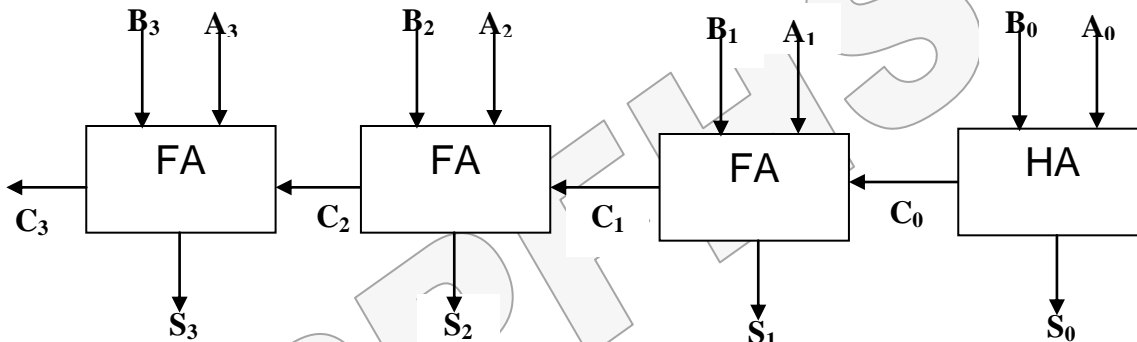 B₃ A₃ B₂ A₂ B₁ A₁ B₀ A₀
FA FA FA HA
C₃ C₂ C₁ C₀
S₃ S₂ S₁ S₀